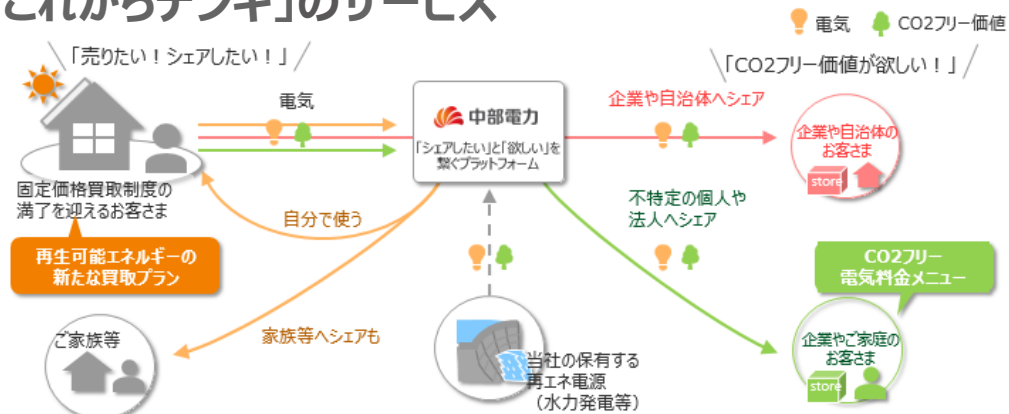 これからデンキ」のサービス
電気
CO2フリー価値
「売りたい！シェアしたい！」
「CO2フリー価値が欲しい！」
電気
中部電力
「シェアしたい」と「欲しい」を
繋ぐプラットフォーム
企業や自治体へシェア
企業や自治体の
お客さま
store
固定価格買取制度の
満了を迎えるお客さま
自分で使う
不特定の個人や
法人へシェア
再生可能エネルギーの
新たな買取プラン
CO2フリー
電気料金メニュー
ご家族等
家族等へシェアも
当社の保有する
再エネ電源
（水力発電等）
企業やご家庭の
お客さま
store